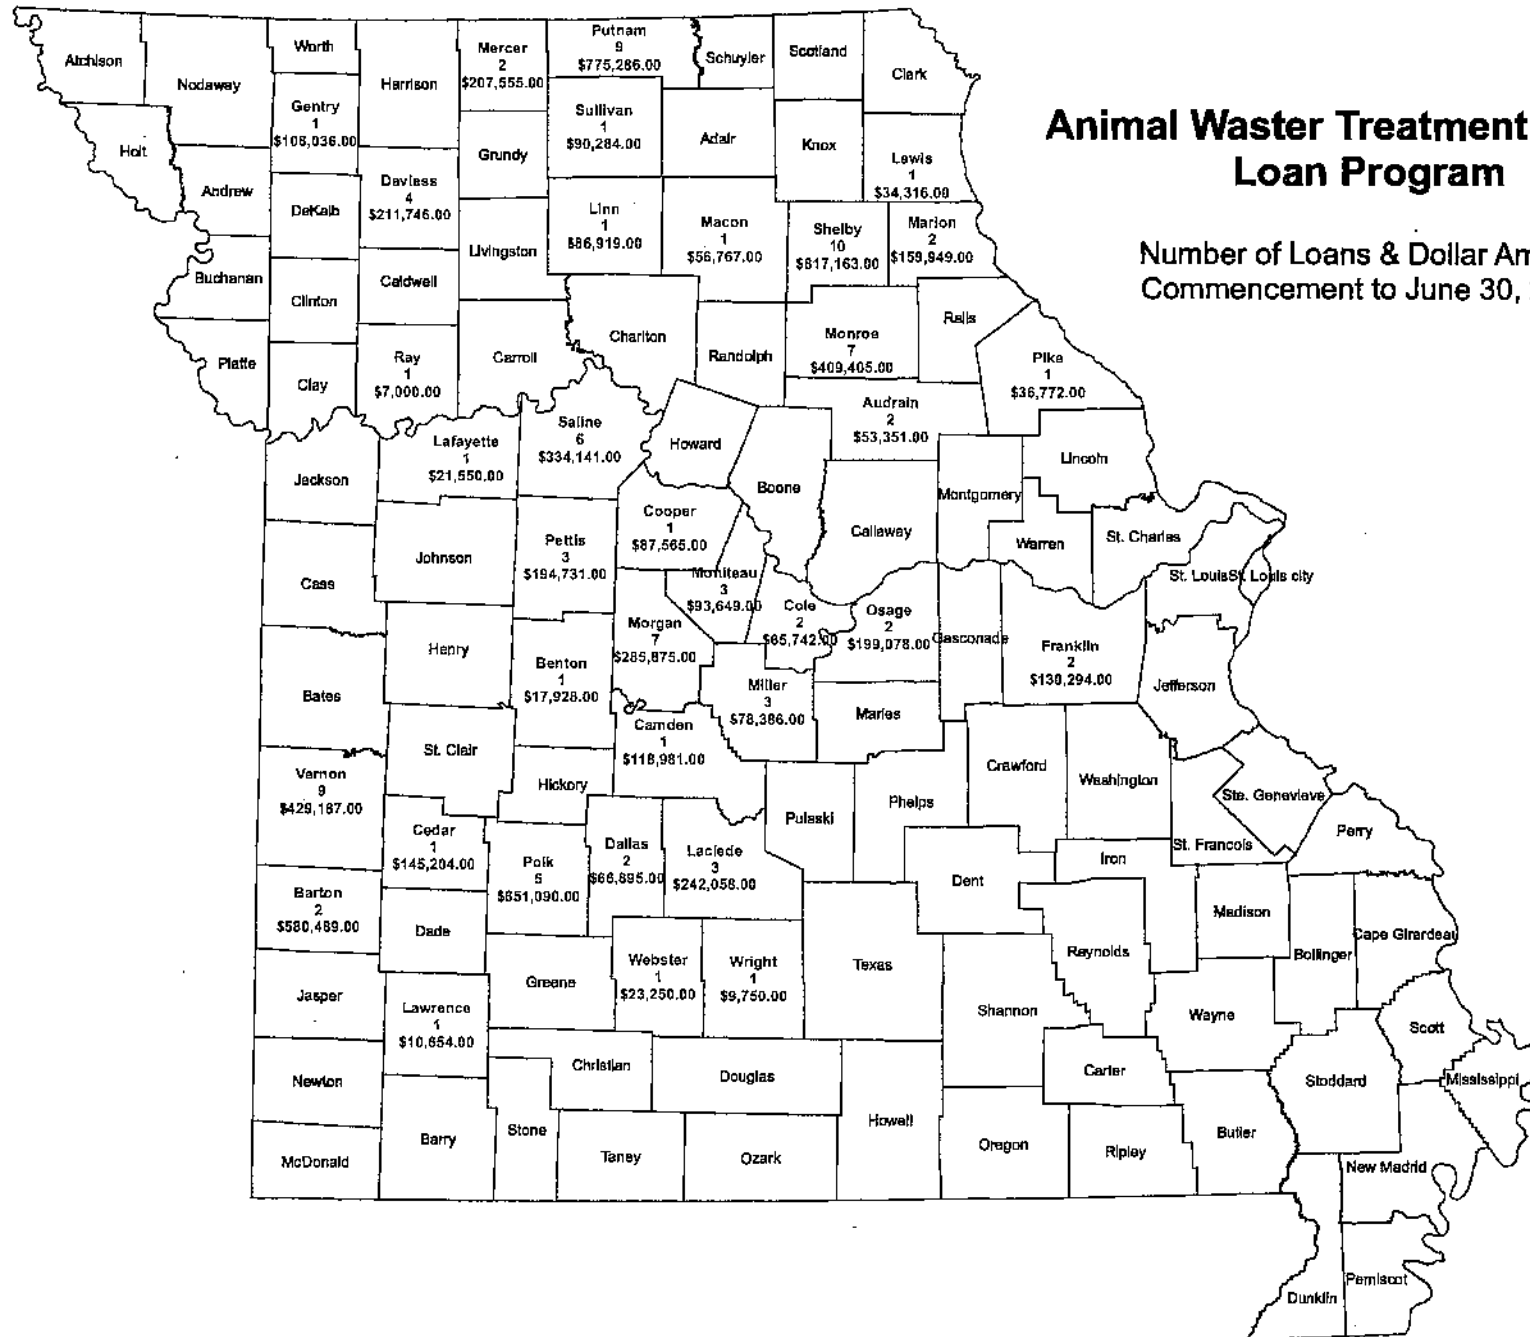 Animal Waster Treatment
Loan Program
Number of Loans & Dollar Am
Commencement to June 30,
Atchison
Nodaway
Worth
Harrison
Mercer
2
$207,555.00
Putnam
9
$775,286.00
Schuyler
Scotland
Clark
Holt
Gentry
1
$108,036.00
Grundy
Sullivan
1
$90,284.00
Adair
Knox
Lewis
1
$34,316.00
Andrew
DeKalb
Daviess
4
$211,746.00
Livingston
Linn
1
$86,919.00
Macon
1
$56,767.00
Shelby
10
$817,163.00
Marion
2
$159,949.00
Buchanan
Clinton
Caldwell
Platte
Clay
Ray
1
$7,000.00
Carroll
Chariton
Randolph
Monroe
7
$409,405.00
Ralls
Pike
1
$36,772.00
Audrain
2
$53,351.00
Jackson
Lafayette
1
$21,550.00
Saline
6
$334,141.00
Howard
Boone
Callaway
Montgomery
Lincoln
Warren
St. Charles
St. Louis
St. Louis city
Cass
Johnson
Pettis
3
$194,731.00
Cooper
1
$87,565.00
Moniteau
3
$93,649.00
Cole
2
$65,742.00
Osage
2
$199,078.00
Gasconade
Franklin
2
$130,294.00
Jefferson
Bates
Henry
Benton
1
$17,928.00
Morgan
7
$285,875.00
Miller
3
$78,386.00
Maries
St. Clair
Hickory
Camden
1
$118,981.00
Pulaski
Phelps
Crawford
Washington
Ste. Genevieve
St. Francois
Perry
Vernon
9
$429,187.00
Cedar
1
$145,204.00
Polk
5
$651,090.00
Dallas
2
$66,895.00
Laclede
3
$242,058.00
Dent
Iron
Madison
Bollinger
Cape Girardeau
Barton
2
$580,489.00
Dade
Greene
Webster
1
$23,250.00
Wright
1
$9,750.00
Texas
Shannon
Reynolds
Wayne
Scott
Jasper
Lawrence
1
$10,654.00
Christian
Douglas
Howell
Carter
Stoddard
Mississippi
Newton
McDonald
Barry
Stone
Taney
Ozark
Oregon
Ripley
Butler
New Madrid
Dunklin
Pemiscot